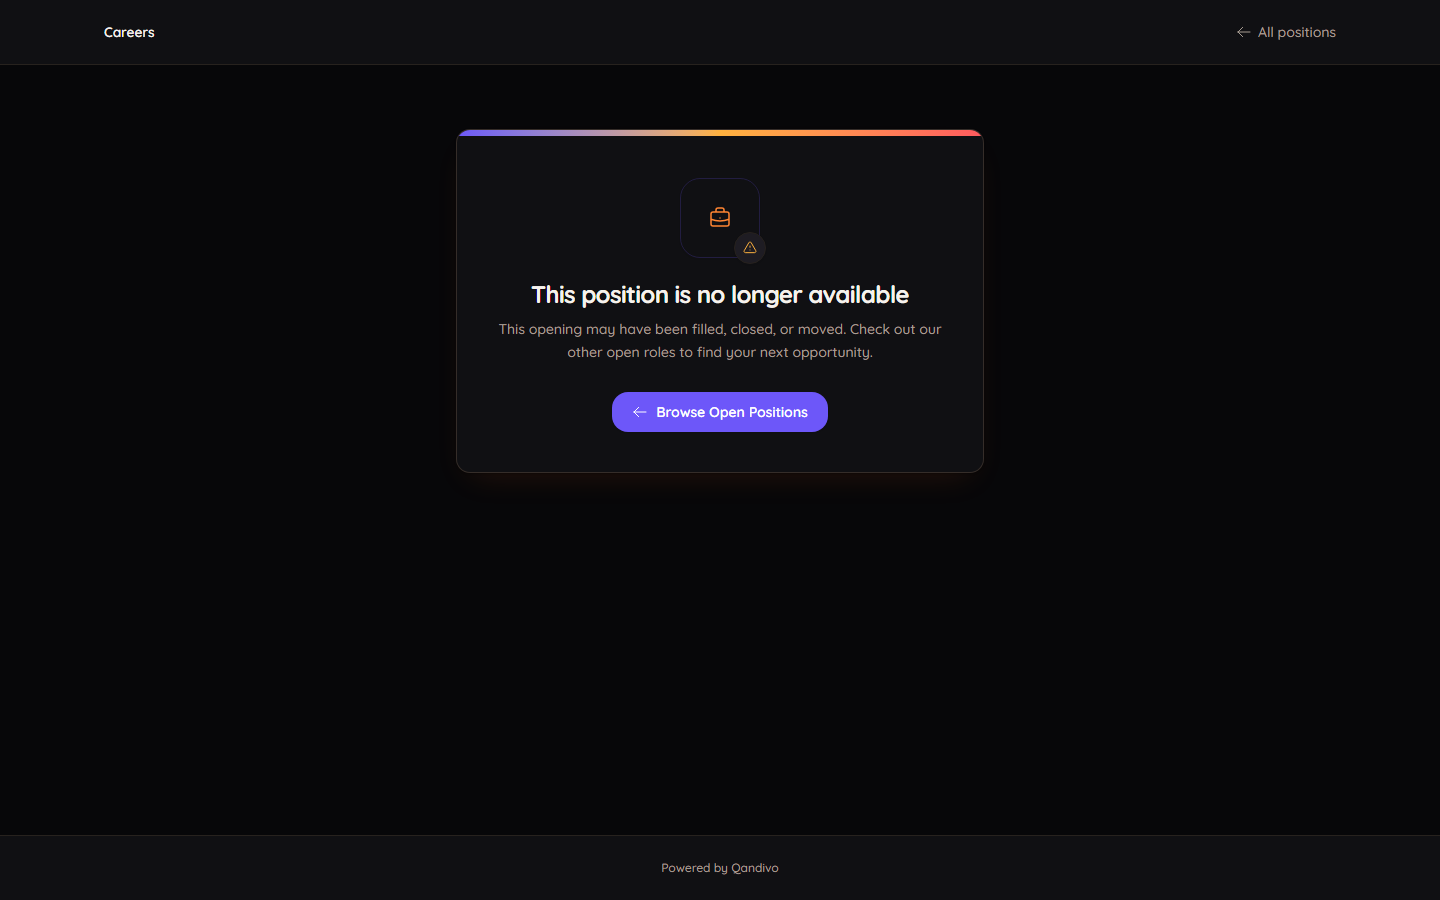 Careers
All positions
This position is no longer available
This opening may have been filled, closed, or moved. Check out our
other open roles to find your next opportunity.
Browse Open Positions
Powered by Qandivo